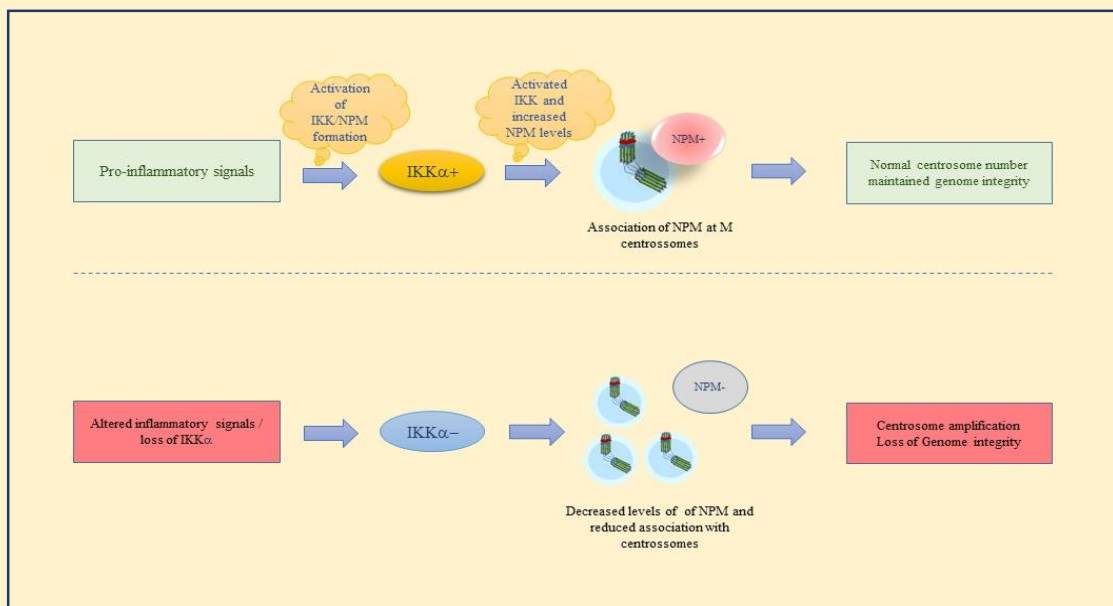 Activation
of
IKK/NPM
formation
Activated
IKK and
increased
NPM levels
Pro-inflammatory signals
IKKα+
NPM+
Normal centrosome number
maintained genome integrity
Association of NPM at M
centrossomes
NPM-
Altered inflammatory signals /
loss of IKKα
IKKα−
Centrosome amplification
Loss of Genome integrity
Decreased levels of of NPM and
reduced association with
centrossomes